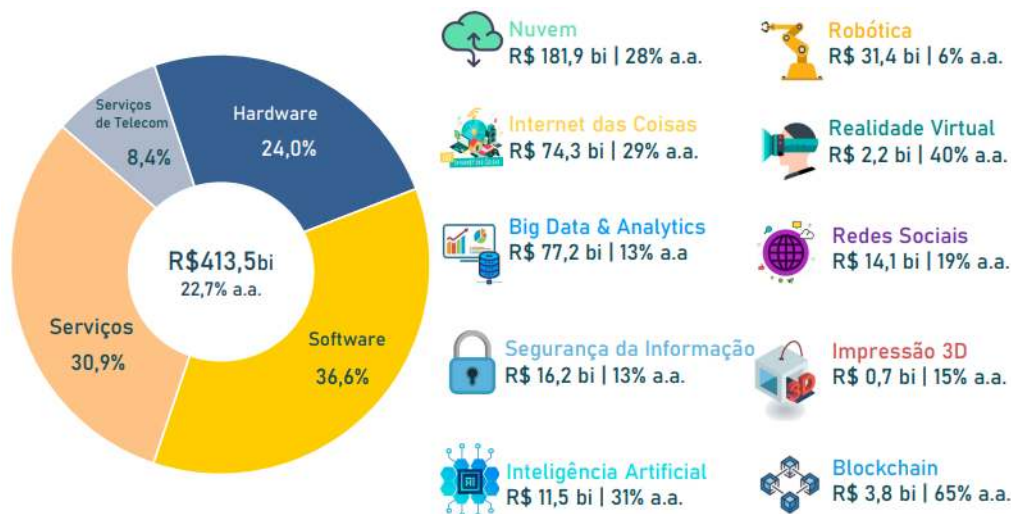 Serviços
de Telecom
8,4%
Hardware
24,0%
R$413,5bi
22,7% a.a.
Serviços
30,9%
Software
36,6%
Nuvem
R$ 181,9 bi | 28% a.a.
Internet das Coisas
R$ 74,3 bi | 29% a.a.
Big Data & Analytics
R$ 77,2 bi | 13% a.a
Segurança da Informação
R$ 16,2 bi | 13% a.a.
AI
Inteligência Artificial
R$ 11,5 bi | 31% a.a.
Robótica
R$ 31,4 bi | 6% a.a.
Realidade Virtual
R$ 2,2 bi | 40% a.a.
Redes Sociais
R$ 14,1 bi | 19% a.a.
3D
Impressão 3D
R$ 0,7 bi | 15% a.a.
Blockchain
R$ 3,8 bi | 65% a.a.